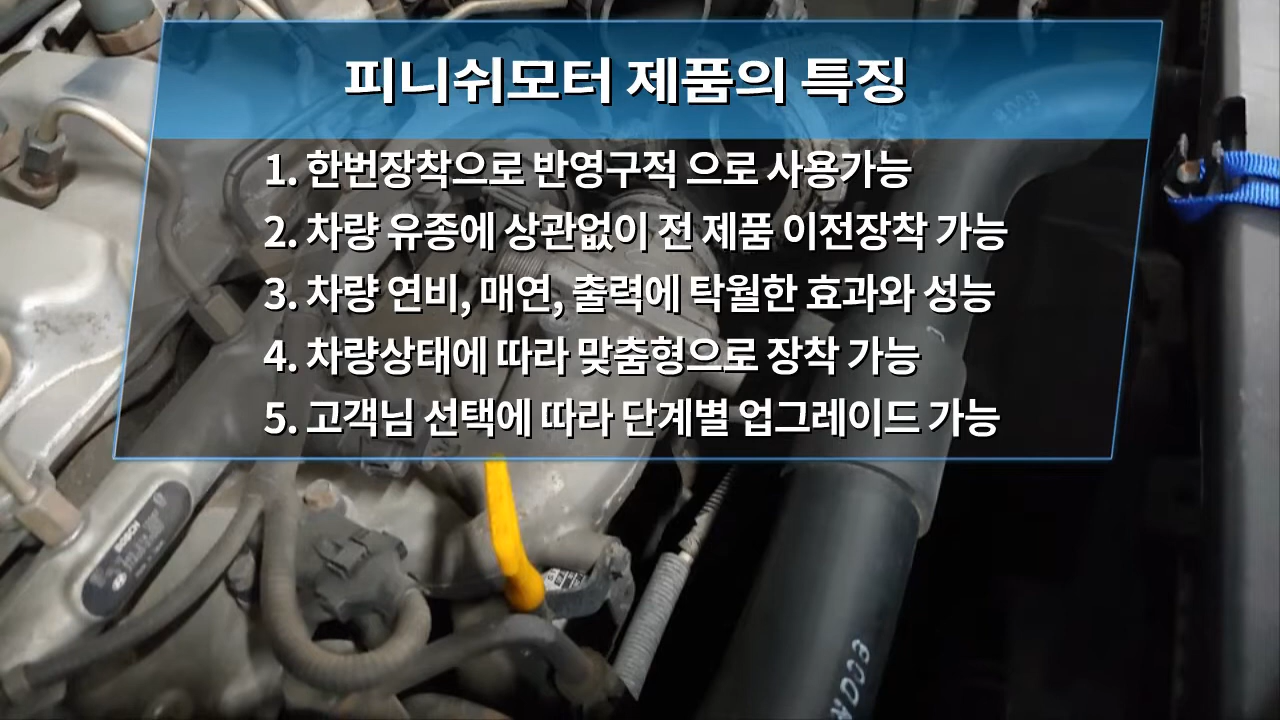 피니쉬모터 제품의 특징
1. 한번장착으로 반영구적 으로 사용가능
2. 차량 유종에 상관없이 전 제품 이전장착 가능
3. 차량 연비, 매연, 출력에 탁월한 효과와 성능
4. 차량상태에 따라 맞춤형으로 장착 가능
5. 고객님 선택에 따라 단계별 업그레이드 가능
BOSCH